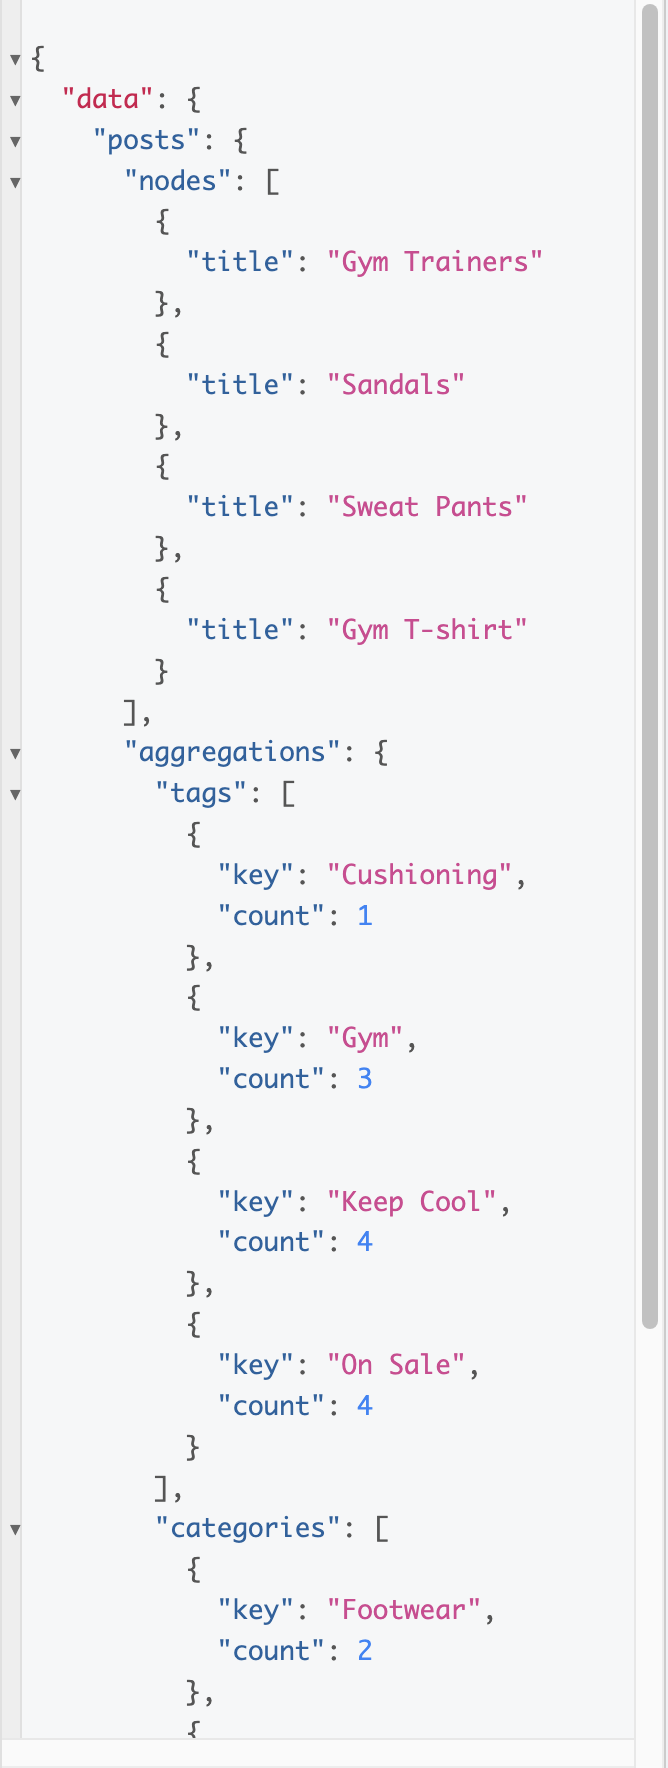 {
"data": {
"posts": {
"nodes": [
{
"title": "Gym Trainers"
},
{
"title": "Sandals"
},
{
"title": "Sweat Pants"
},
{
"title": "Gym T-shirt"
}
],
"aggregations": {
"tags": [
{
"key": "Cushioning",
"count": 1
},
{
"key": "Gym",
"count": 3
},
{
"key": "Keep Cool",
"count": 4
},
{
"key": "On Sale",
"count": 4
}
],
"categories": [
{
"key": "Footwear",
"count": 2
},
{